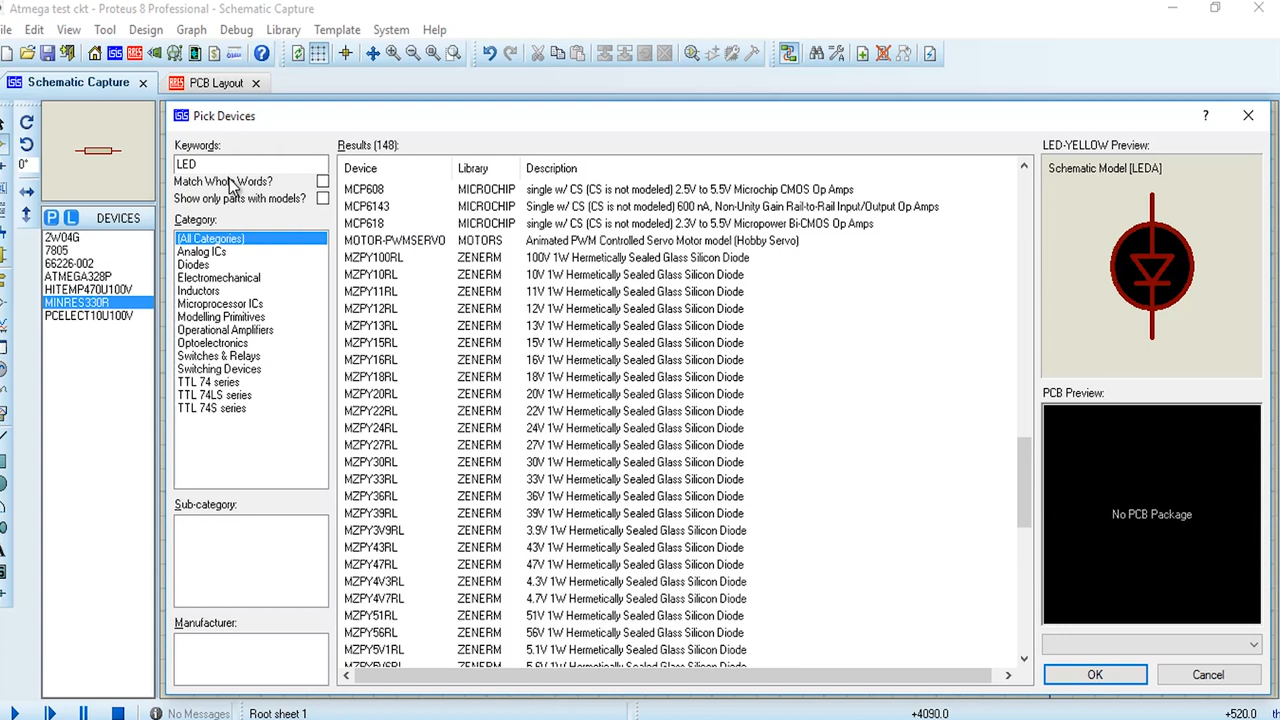 Atmega test ckt - Proteus 8 Professional - Schematic Capture
File Edit View Tool Design Graph Debug Library Template System Help
Schematic Capture
PCB Layout
Pick Devices
Keywords:
LED
Match Whole Words?
Show only parts with models?
Category:
(All Categories)
Analog ICs
Diodes
Electromechanical
Inductors
Microprocessor ICs
Modelling Primitives
Operational Amplifiers
Optoelectronics
Switches & Relays
Switching Devices
TTL 74 series
TTL 74LS series
TTL 74S series
Sub-category:
Manufacturer:
0°
P L DEVICES
2W04G
7805
66226-002
ATMEGA328P
HITEMP470U100V
MINRES330R
PCELECT10U100V
Results (148):
Device Library Description
MCP608 MICROCHIP single w/ CS (CS is not modeled) 2.5V to 5.5V Microchip CMOS Op Amps
MCP6143 MICROCHIP Single w/ CS (CS is not modeled) 600 nA, Non-Unity Gain Rail-to-Rail Input/Output Op Amps
MCP618 MICROCHIP single w/ CS (CS is not modeled) 2.3V to 5.5V Micropower Bi-CMOS Op Amps
MOTOR-PWMSERVO MOTORS Animated PWM Controlled Servo Motor model (Hobby Servo)
MZPY100RL ZENERM 100V 1W Hermetically Sealed Glass Silicon Diode
MZPY10RL ZENERM 10V 1W Hermetically Sealed Glass Silicon Diode
MZPY11RL ZENERM 11V 1W Hermetically Sealed Glass Silicon Diode
MZPY12RL ZENERM 12V 1W Hermetically Sealed Glass Silicon Diode
MZPY13RL ZENERM 13V 1W Hermetically Sealed Glass Silicon Diode
MZPY15RL ZENERM 15V 1W Hermetically Sealed Glass Silicon Diode
MZPY16RL ZENERM 16V 1W Hermetically Sealed Glass Silicon Diode
MZPY18RL ZENERM 18V 1W Hermetically Sealed Glass Silicon Diode
MZPY20RL ZENERM 20V 1W Hermetically Sealed Glass Silicon Diode
MZPY22RL ZENERM 22V 1W Hermetically Sealed Glass Silicon Diode
MZPY24RL ZENERM 24V 1W Hermetically Sealed Glass Silicon Diode
MZPY27RL ZENERM 27V 1W Hermetically Sealed Glass Silicon Diode
MZPY30RL ZENERM 30V 1W Hermetically Sealed Glass Silicon Diode
MZPY33RL ZENERM 33V 1W Hermetically Sealed Glass Silicon Diode
MZPY36RL ZENERM 36V 1W Hermetically Sealed Glass Silicon Diode
MZPY39RL ZENERM 39V 1W Hermetically Sealed Glass Silicon Diode
MZPY3V9RL ZENERM 3.9V 1W Hermetically Sealed Glass Silicon Diode
MZPY43RL ZENERM 43V 1W Hermetically Sealed Glass Silicon Diode
MZPY47RL ZENERM 47V 1W Hermetically Sealed Glass Silicon Diode
MZPY4V3RL ZENERM 4.3V 1W Hermetically Sealed Glass Silicon Diode
MZPY4V7RL ZENERM 4.7V 1W Hermetically Sealed Glass Silicon Diode
MZPY51RL ZENERM 51V 1W Hermetically Sealed Glass Silicon Diode
MZPY56RL ZENERM 56V 1W Hermetically Sealed Glass Silicon Diode
MZPY5V1RL ZENERM 5.1V 1W Hermetically Sealed Glass Silicon Diode
MZPY5V6RL ZENERM 5.6V 1W Hermetically Sealed Glass Silicon Diode
LED-YELLOW Preview:
Schematic Model [LEDA]
PCB Preview:
No PCB Package
OK Cancel
No Messages Root sheet 1 +4090.0 +520.0 th